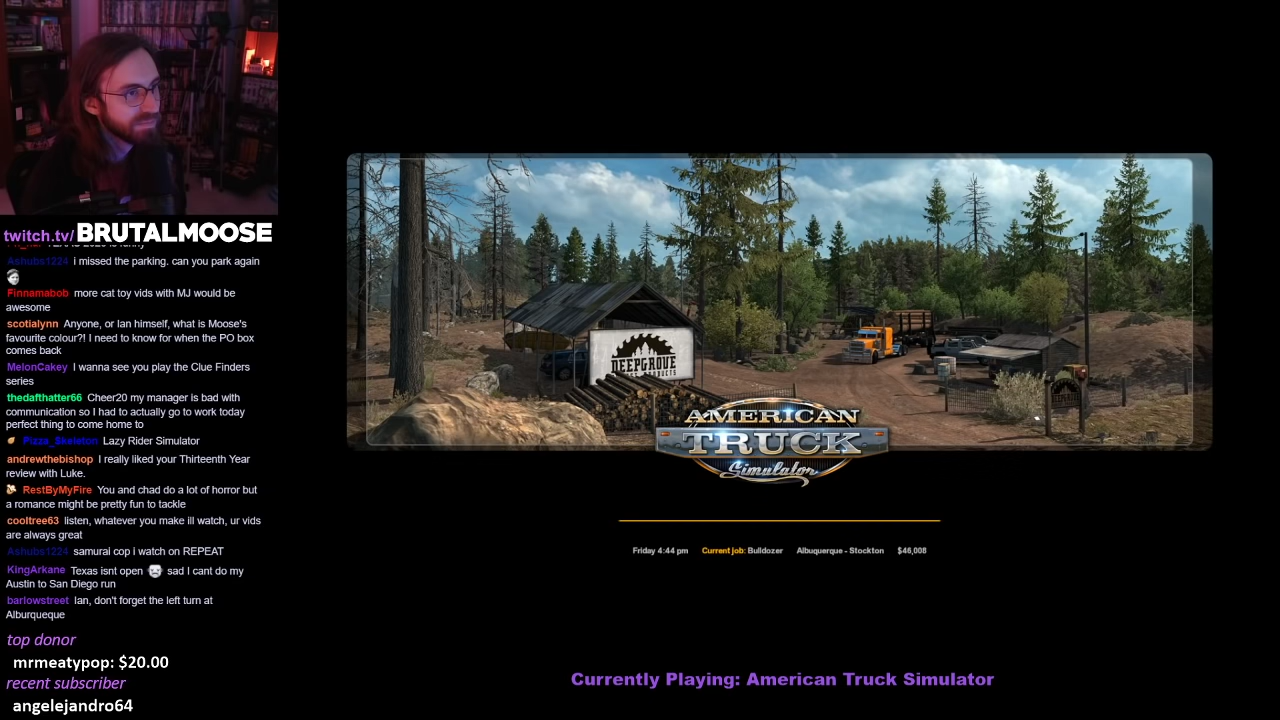 twitch.tv/BRUTALMOOSE
Ashubs1224 i missed the parking. can you park again
Finnamabob more cat toy vids with MJ would be
awesome
scotialynn Anyone, or Ian himself, what is Moose's
favourite colour?! I need to know for when the PO box
comes back
MelonCakey I wanna see you play the Clue Finders
series
thedafthatter66 Cheer20 my manager is bad with
communication so I had to actually go to work today
perfect thing to come home to
Pizza_Skeleton Lazy Rider Simulator
andrewthebishop I really liked your Thirteenth Year
review with Luke.
RestByMyFire You and chad do a lot of horror but
a romance might be pretty fun to tackle
cooltree63 listen, whatever you make ill watch, ur vids
are always great
Ashubs1224 samurai cop i watch on REPEAT
KingArkane Texas isnt open sad I cant do my
Austin to San Diego run
barlowstreet Ian, don't forget the left turn at
Alburqueque
top donor
mrmeatypop: $20.00
recent subscriber
angelejandro64
DEEPGROVE
PRODUCTS
AMERICAN
TRUCK
Simulator
Friday 4:44 pm Current job: Bulldozer Albuquerque - Stockton $46,008
Currently Playing: American Truck Simulator